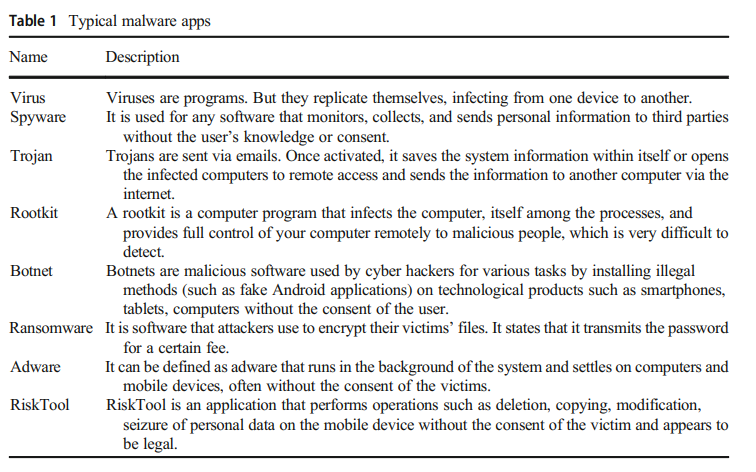 Table 1 Typical malware apps
Name Description
Virus Viruses are programs. But they replicate themselves, infecting from one device to another.
Spyware It is used for any software that monitors, collects, and sends personal information to third parties
without the user's knowledge or consent.
Trojan Trojans are sent via emails. Once activated, it saves the system information within itself or opens
the infected computers to remote access and sends the information to another computer via the
internet.
Rootkit A rootkit is a computer program that infects the computer, itself among the processes, and
provides full control of your computer remotely to malicious people, which is very difficult to
detect.
Botnet Botnets are malicious software used by cyber hackers for various tasks by installing illegal
methods (such as fake Android applications) on technological products such as smartphones,
tablets, computers without the consent of the user.
Ransomware It is software that attackers use to encrypt their victims' files. It states that it transmits the password
for a certain fee.
Adware It can be defined as adware that runs in the background of the system and settles on computers and
mobile devices, often without the consent of the victims.
RiskTool RiskTool is an application that performs operations such as deletion, copying, modification,
seizure of personal data on the mobile device without the consent of the victim and appears to
be legal.